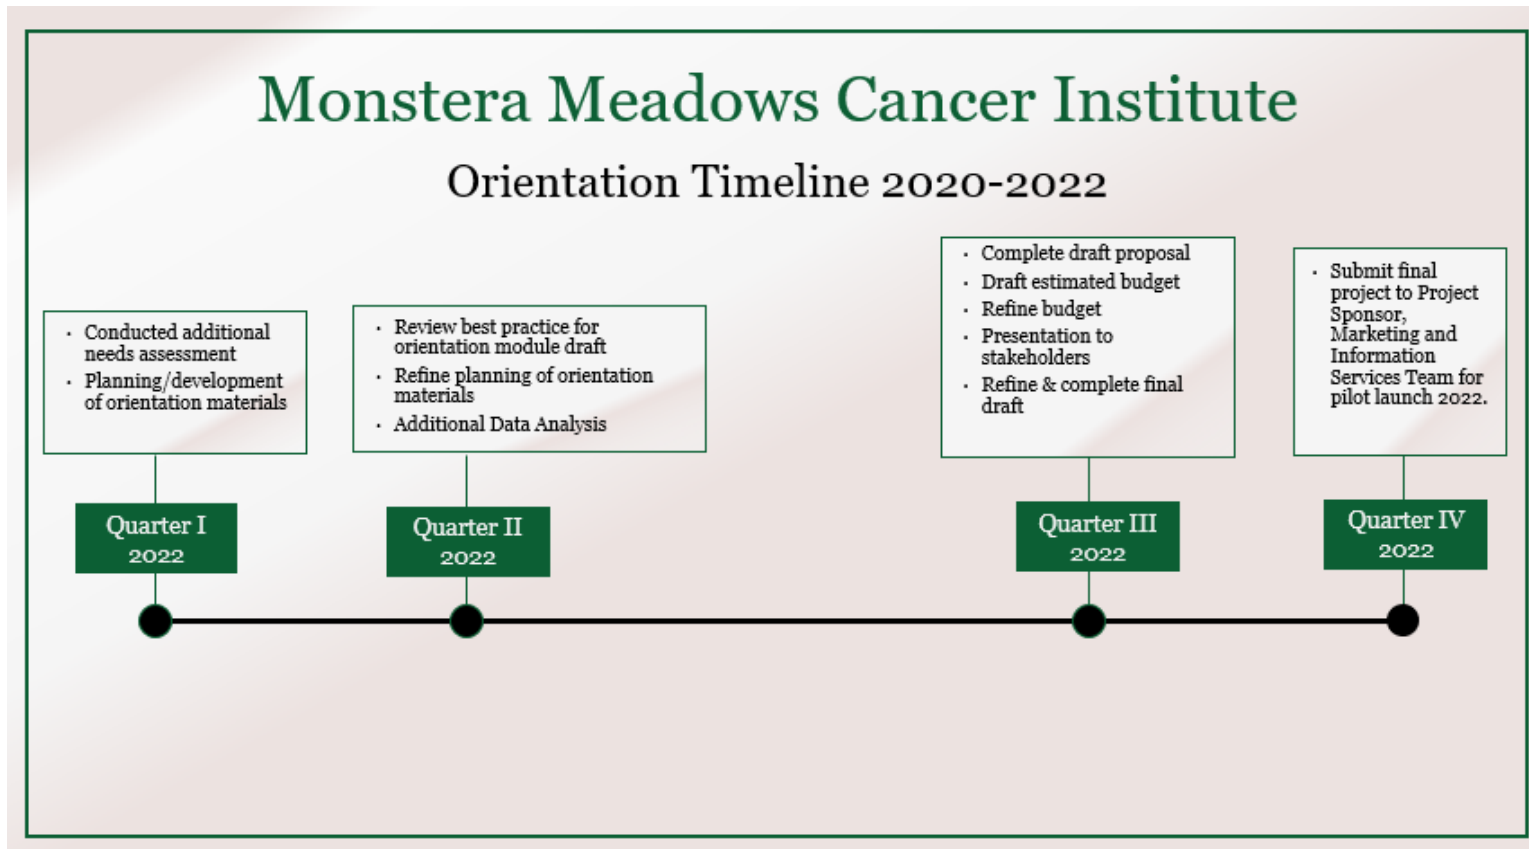 Monstera Meadows Cancer Institute
Orientation Timeline 2020-2022
· Conducted additional
needs assessment
· Planning/development
of orientation materials
Quarter I
2022
· Review best practice for
orientation module draft
· Refine planning of orientation
materials
· Additional Data Analysis
Quarter II
2022
· Complete draft proposal
· Draft estimated budget
· Refine budget
· Presentation to
stakeholders
· Refine & complete final
draft
Quarter III
2022
· Submit final
project to Project
Sponsor,
Marketing and
Information
Services Team for
pilot launch 2022.
Quarter IV
2022